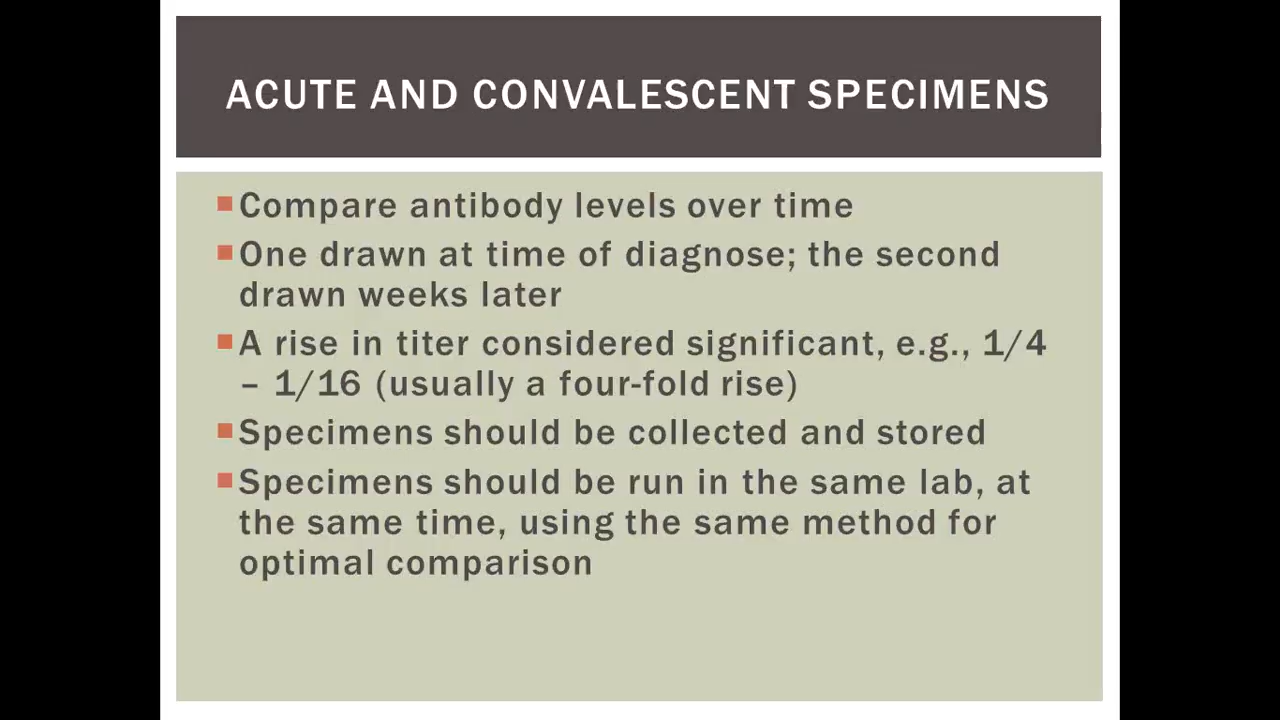 ACUTE AND CONVALESCENT SPECIMENS
Compare antibody levels over time
One drawn at time of diagnose; the second
drawn weeks later
A rise in titer considered significant, e.g., 1/4
– 1/16 (usually a four-fold rise)
Specimens should be collected and stored
Specimens should be run in the same lab, at
the same time, using the same method for
optimal comparison